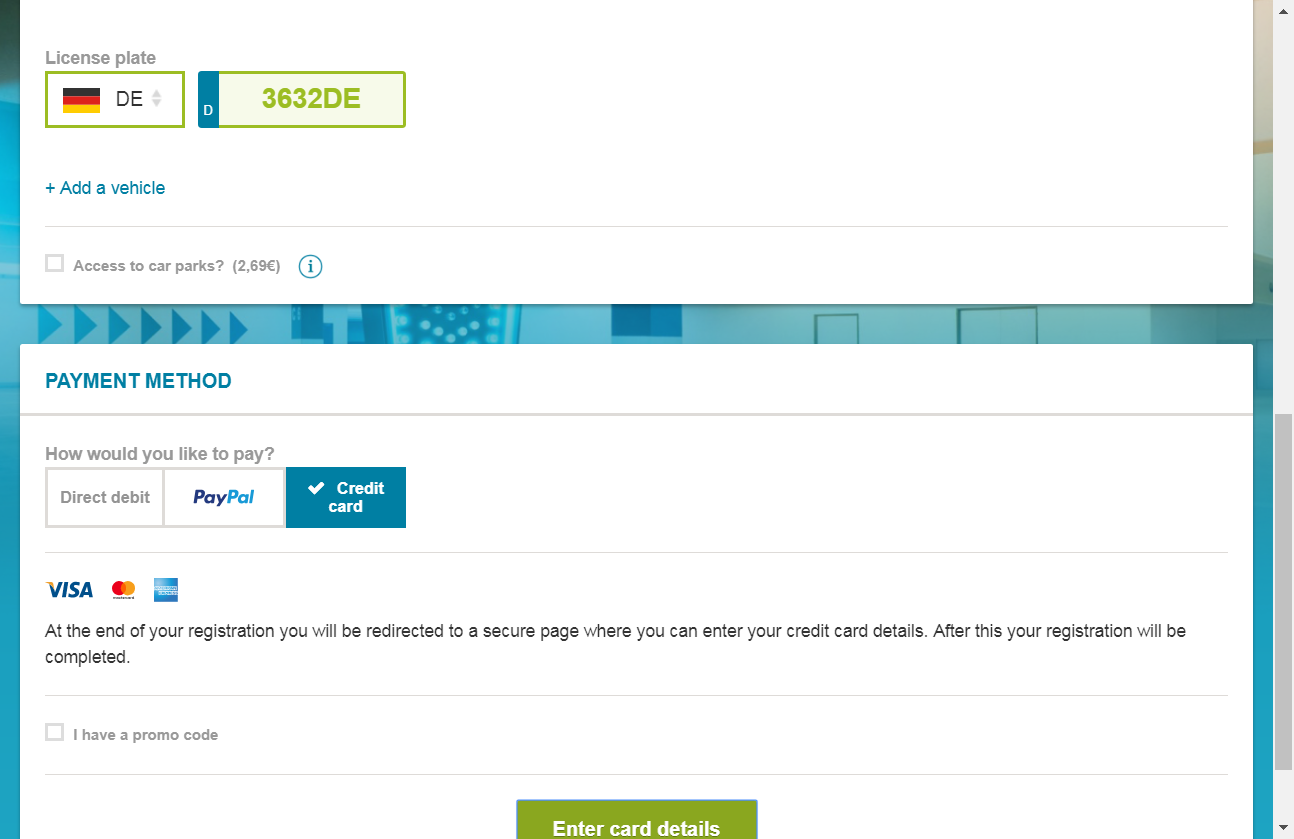 License plate
DE
D
3632DE
+ Add a vehicle
Access to car parks? (2,69€)
i
PAYMENT METHOD
How would you like to pay?
Direct debit
PayPal
Credit
card
VISA
mastercard
AMERICAN
EXPRESS
At the end of your registration you will be redirected to a secure page where you can enter your credit card details. After this your registration will be
completed.
I have a promo code
Enter card details